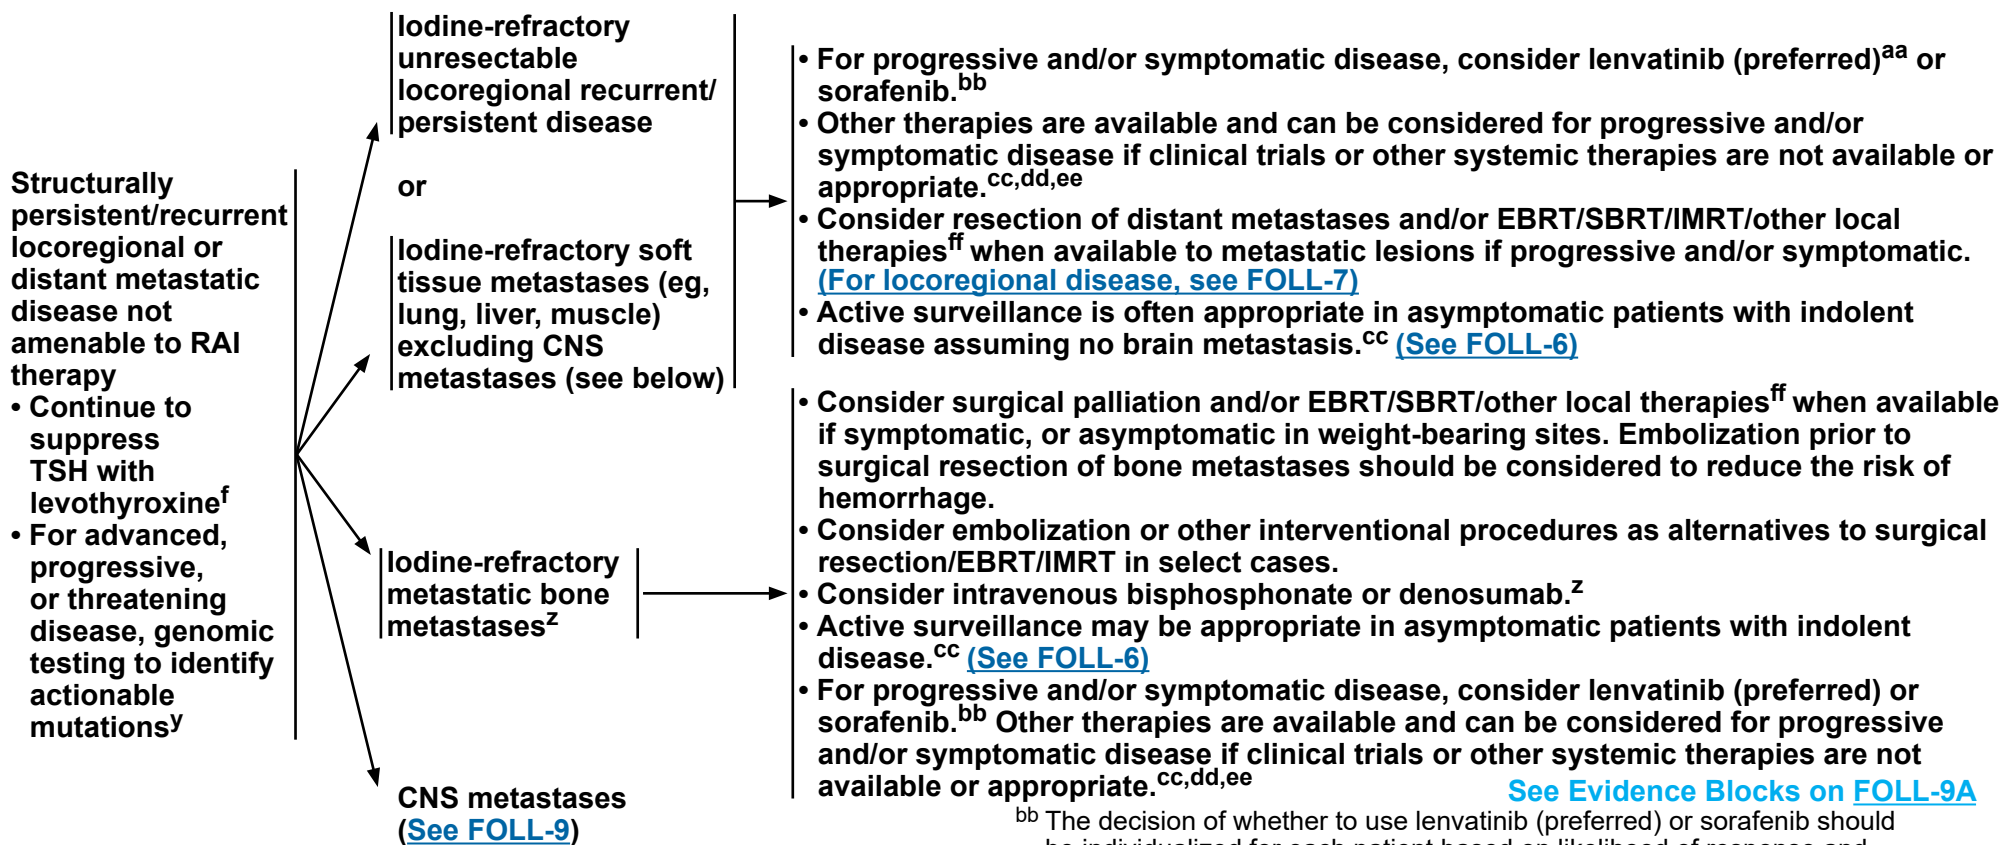 Structurally
persistent/recurrent
locoregional or
distant metastatic
disease not
amenable to RAI
therapy
• Continue to
suppress
TSH with
levothyroxineᶠ
• For advanced,
progressive,
or threatening
disease, genomic
testing to identify
actionable
mutationsʸ
Iodine-refractory
unresectable
locoregional recurrent/
persistent disease
or
Iodine-refractory soft
tissue metastases (eg,
lung, liver, muscle)
excluding CNS
metastases (see below)
• For progressive and/or symptomatic disease, consider lenvatinib (preferred)ᵃᵃ or
sorafenib.ᵇᵇ
• Other therapies are available and can be considered for progressive and/or
symptomatic disease if clinical trials or other systemic therapies are not available or
appropriate.ᶜᶜ,ᵈᵈ,ᵉᵉ
• Consider resection of distant metastases and/or EBRT/SBRT/IMRT/other local
therapiesᶠᶠ when available to metastatic lesions if progressive and/or symptomatic.
(For locoregional disease, see FOLL-7)
• Active surveillance is often appropriate in asymptomatic patients with indolent
disease assuming no brain metastasis.ᶜᶜ (See FOLL-6)
Iodine-refractory
metastatic bone
metastasesᶻ
• Consider surgical palliation and/or EBRT/SBRT/other local therapiesᶠᶠ when available
if symptomatic, or asymptomatic in weight-bearing sites. Embolization prior to
surgical resection of bone metastases should be considered to reduce the risk of
hemorrhage.
• Consider embolization or other interventional procedures as alternatives to surgical
resection/EBRT/IMRT in select cases.
• Consider intravenous bisphosphonate or denosumab.ᶻ
• Active surveillance may be appropriate in asymptomatic patients with indolent
disease.ᶜᶜ (See FOLL-6)
• For progressive and/or symptomatic disease, consider lenvatinib (preferred) or
sorafenib.ᵇᵇ Other therapies are available and can be considered for progressive
and/or symptomatic disease if clinical trials or other systemic therapies are not
available or appropriate.ᶜᶜ,ᵈᵈ,ᵉᵉ
CNS metastases
(See FOLL-9)
See Evidence Blocks on FOLL-9A
ᵇᵇ The decision of whether to use lenvatinib (preferred) or sorafenib should
be individualized for each patient based on likelihood of response and